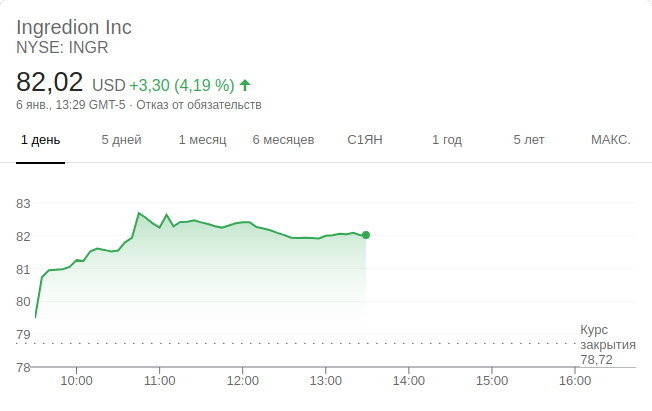 Ingredion Inc
NYSE: INGR
82,02 USD +3,30 (4,19 %)
6 янв., 13:29 GMT-5 · Отказ от обязательств
1 день 5 дней 1 месяц 6 месяцев С1ЯН 1 год 5 лет МАКС.
83
82
81
80
79
78
Курс
закрытия
78,72
10:00 11:00 12:00 13:00 14:00 15:00 16:00